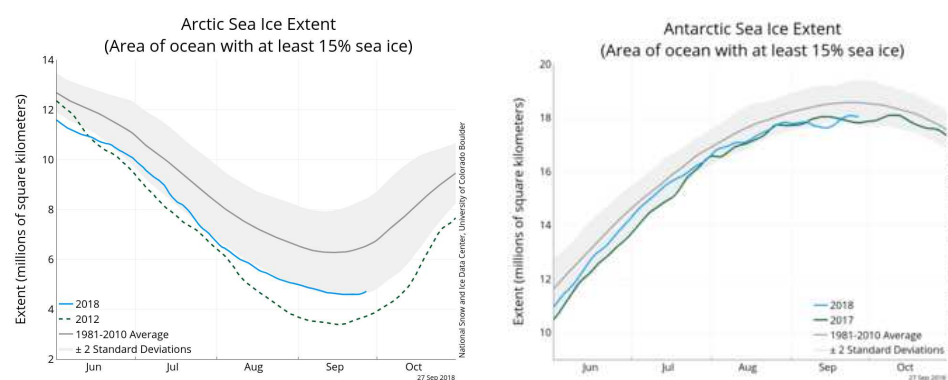 Arctic Sea Ice Extent
(Area of ocean with at least 15% sea ice)
Extent (millions of square kilometers)
14
12
10
8
6
4
2
Jun Jul Aug Sep Oct
2018
2012
1981-2010 Average
± 2 Standard Deviations
National Snow and Ice Data Center, University of Colorado Boulder
27 Sep 2018
Antarctic Sea Ice Extent
(Area of ocean with at least 15% sea ice)
Extent (millions of square kilometers)
20
18
16
14
12
10
Jun Jul Aug Sep Oct
2018
2017
1981-2010 Average
± 2 Standard Deviations
27 Sep 2018